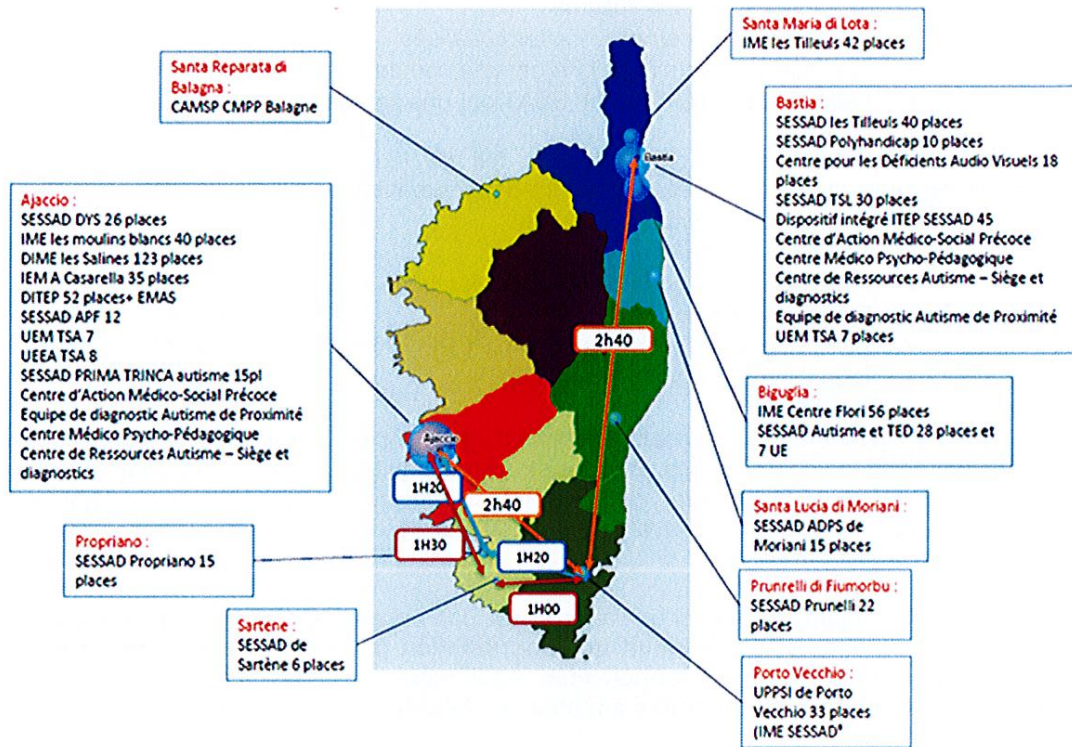 Santa Maria di Lota :
IME les Tilleuls 42 places
Santa Reparata di
Balagna :
CAMSP CMPP Balagne
Bastia :
SESSAD les Tilleuls 40 places
SESSAD Polyhandicap 10 places
Centre pour les Déficients Audio Visuels 18
places
SESSAD TSL 30 places
Dispositif intégré ITEP SESSAD 45
Centre d'Action Médico-Social Précoce
Centre Médico Psycho-Pédagogique
Centre de Ressources Autisme – Siège et
diagnostics
Equipe de diagnostic Autisme de Proximité
UEM TSA 7 places
Bastia
Ajaccio :
SESSAD DYS 26 places
IME les moulins blancs 40 places
DIME les Salines 123 places
IEM A Casarella 35 places
DITEP 52 places+ EMAS
SESSAD APF 12
UEM TSA 7
UEEA TSA 8
SESSAD PRIMA TRINCA autisme 15pl
Centre d'Action Médico-Social Précoce
Equipe de diagnostic Autisme de Proximité
Centre Médico Psycho-Pédagogique
Centre de Ressources Autisme – Siège et
diagnostics
2h40
Biguglia :
IME Centre Flori 56 places
SESSAD Autisme et TED 28 places et
7 UE
Ajaccio
1H20
2h40
1H30
1H20
1H00
Santa Lucia di Moriani :
SESSAD ADPS de
Moriani 15 places
Propriano :
SESSAD Propriano 15
places
Prunrelli di Fiumorbu :
SESSAD Prunelli 22
places
Sartene :
SESSAD de
Sartène 6 places
Porto Vecchio :
UPPSI de Porto
Vecchio 33 places
(IME SESSAD°